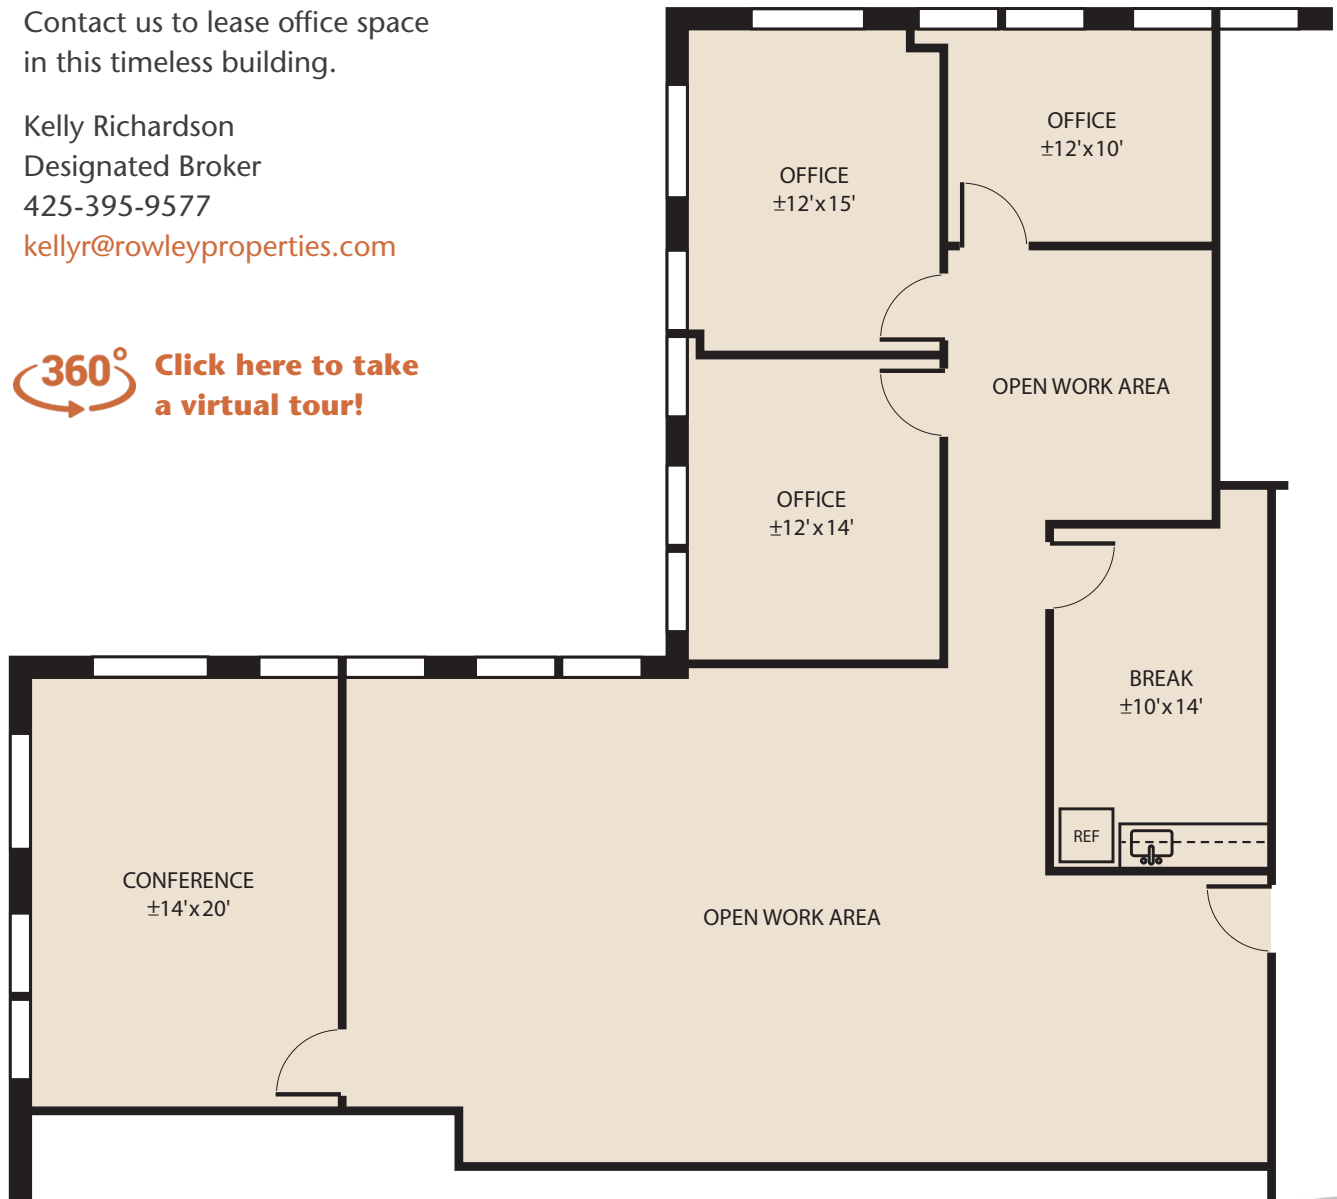 Contact us to lease office space
in this timeless building.
Kelly Richardson
Designated Broker
425-395-9577
kellyr@rowleyproperties.com
360°
Click here to take
a virtual tour!
OFFICE
±12'x10'
OFFICE
±12'x15'
OPEN WORK AREA
OFFICE
±12'x14'
BREAK
±10'x14'
REF
CONFERENCE
±14'x20'
OPEN WORK AREA